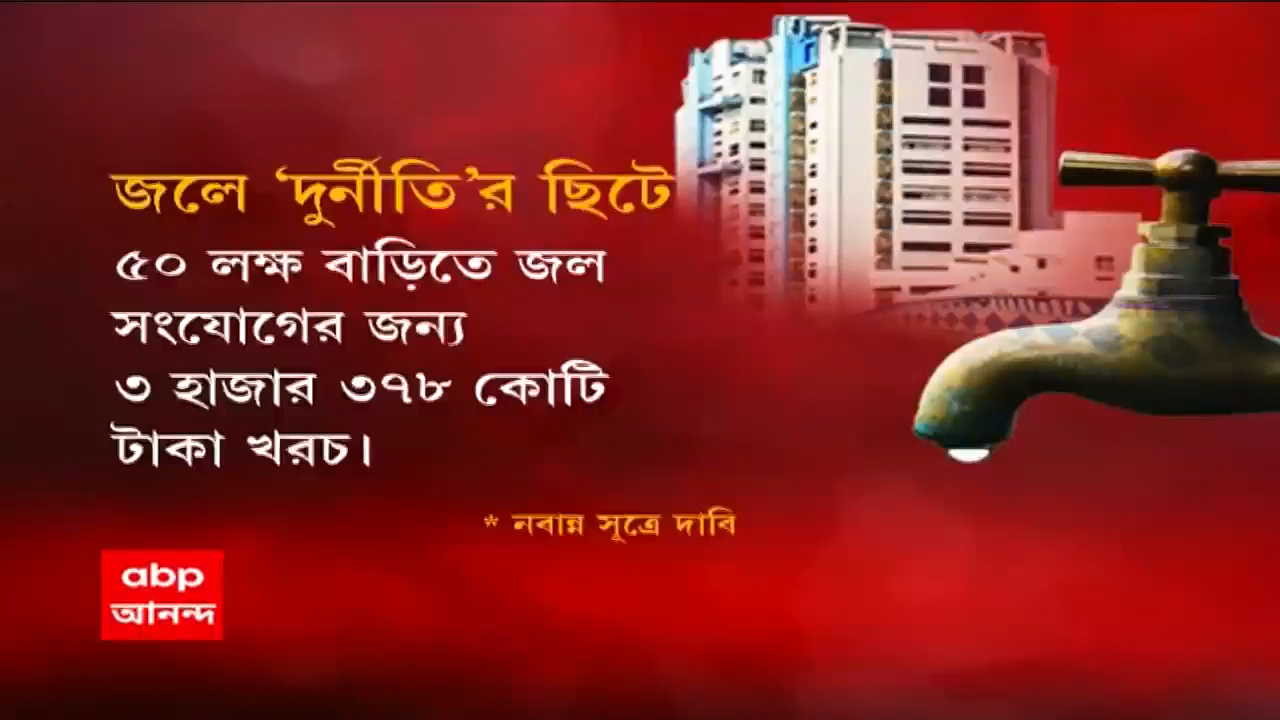 জলে ‘দুর্নীতি’র ছিটে
৫০ লক্ষ বাড়িতে জল
সংযোগের জন্য
৩ হাজার ৩৭৮ কোটি
টাকা খরচ।
* নবান্ন সূত্রে দাবি
abp
আনন্দ